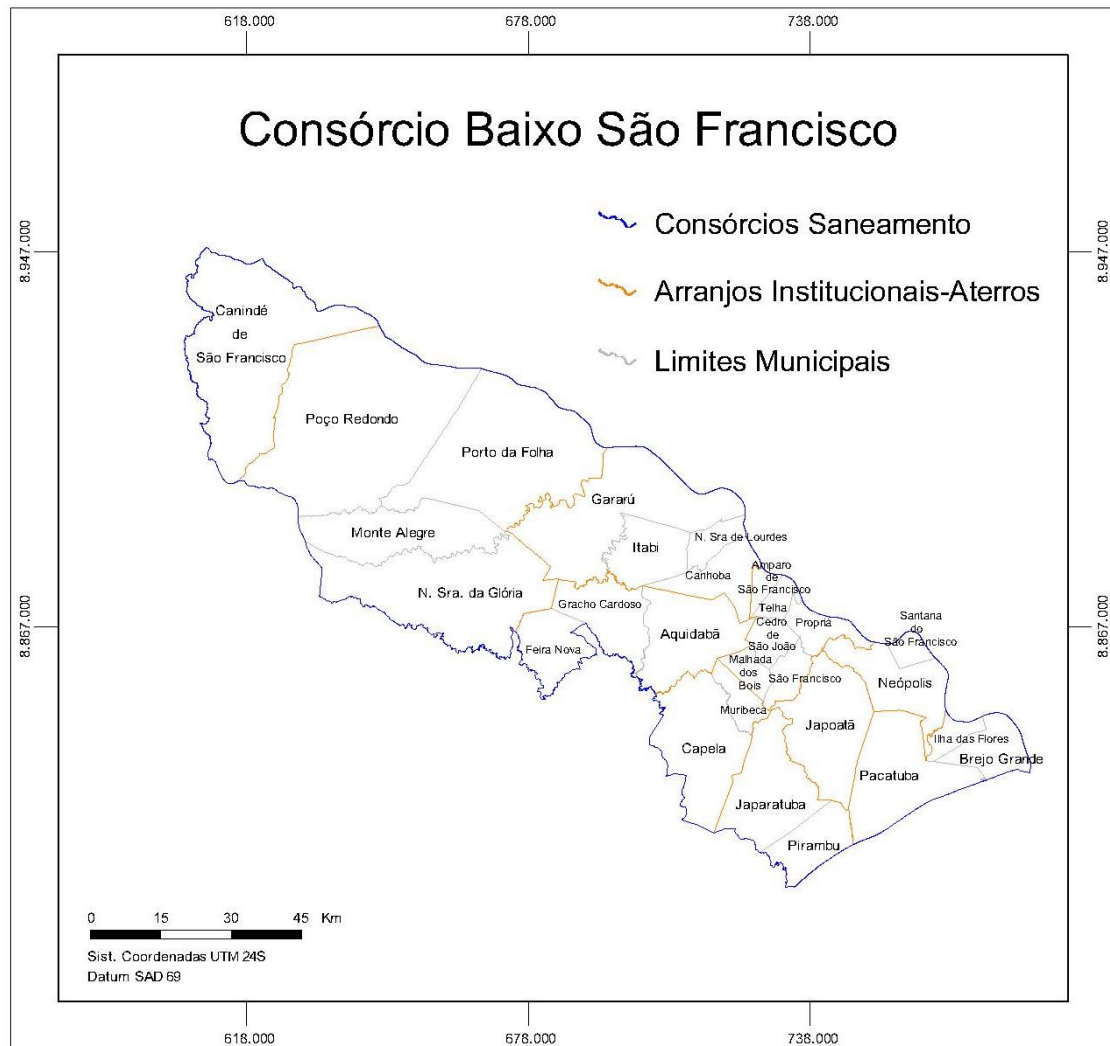 618.000
678.000
738.000
Consórcio Baixo São Francisco
Consórcios Saneamento
8.947.000
8.947.000
Arranjos Institucionais-Aterros
Limites Municipais
Canindé
de
São Francisco
Poço Redondo
Porto da Folha
Gararú
Monte Alegre
Itabi
N. Sra de Lourdes
Canhoba
Amparo
de
São Francisco
N. Sra. da Glória
Gracho Cardoso
Telha
Propriá
Santana
do
São Francisco
8.867.000
8.867.000
Aquidabã
Cedro
de
São João
Feira Nova
Malhada
dos
Bois
São Francisco
Neópolis
Muribeca
Japoatã
Capela
Ilha das Flores
Brejo Grande
Pacatuba
Japaratuba
Pirambu
0 15 30 45 Km
Sist. Coordenadas UTM 24S
Datum SAD 69
618.000
678.000
738.000